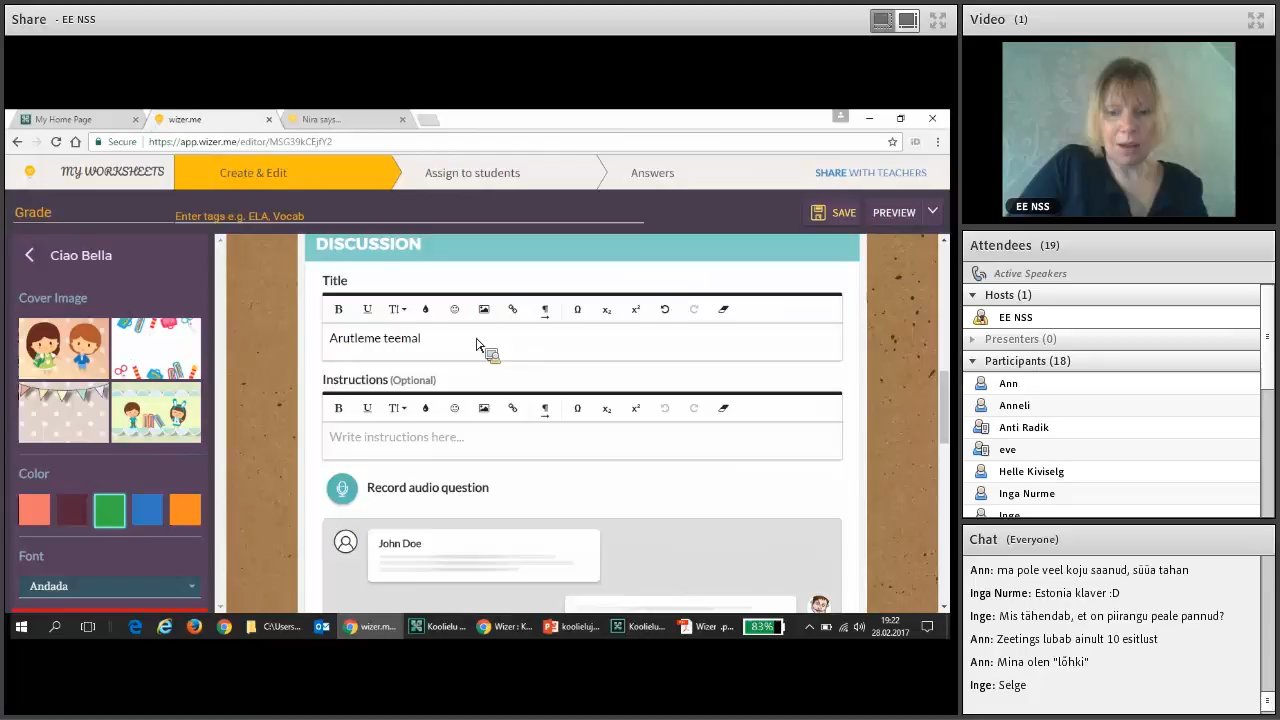 Share - EE NSS
My Home Page
wizer.me
Nira says...
Secure https://app.wizer.me/editor/MSG39kCEjfY2
MY WORKSHEETS
Create & Edit
Assign to students
Answers
SHARE WITH TEACHERS
Grade
Enter tags e.g. ELA, Vocab
SAVE
PREVIEW
Ciao Bella
Cover Image
Color
Font
Andada
DISCUSSION
Title
B U T! Ω x₂ x²
Arutleme teemal
Instructions (Optional)
B U T! Ω x₂ x²
Write instructions here...
Record audio question
John Doe
C:\Users...
wizer.m...
Koolielu...
Wizer : K...
koolieluj...
Koolielu...
Wizer .p...
83%
19:22
28.02.2017
Video (1)
EE NSS
Attendees (19)
Active Speakers
Hosts (1)
EE NSS
Presenters (0)
Participants (18)
Ann
Anneli
Anti Radik
eve
Helle Kiviselg
Inga Nurme
Inge
Chat (Everyone)
Ann: ma pole veel koju saanud, süüa tahan
Inga Nurme: Estonia klaver :D
Inge: Mis tähendab, et on piirangu peale pannud?
Ann: Zeetings lubab ainult 10 esitlust
Ann: Mina olen "lõhki"
Inge: Selge